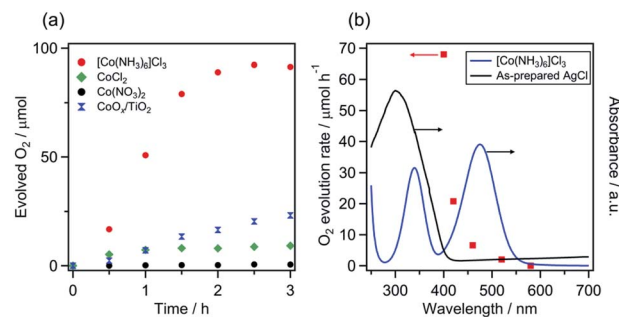 (a)
Evolved O2 / μmol
100
50
0
[Co(NH3)6]Cl3
CoCl2
Co(NO3)2
CoOx/TiO2
0
1
2
3
Time / h
(b)
O2 evolution rate / μmol h-1
70
60
50
40
30
20
10
0
[Co(NH3)6]Cl3
As-prepared AgCl
Absorbance / a.u.
300
400
500
600
700
Wavelength / nm